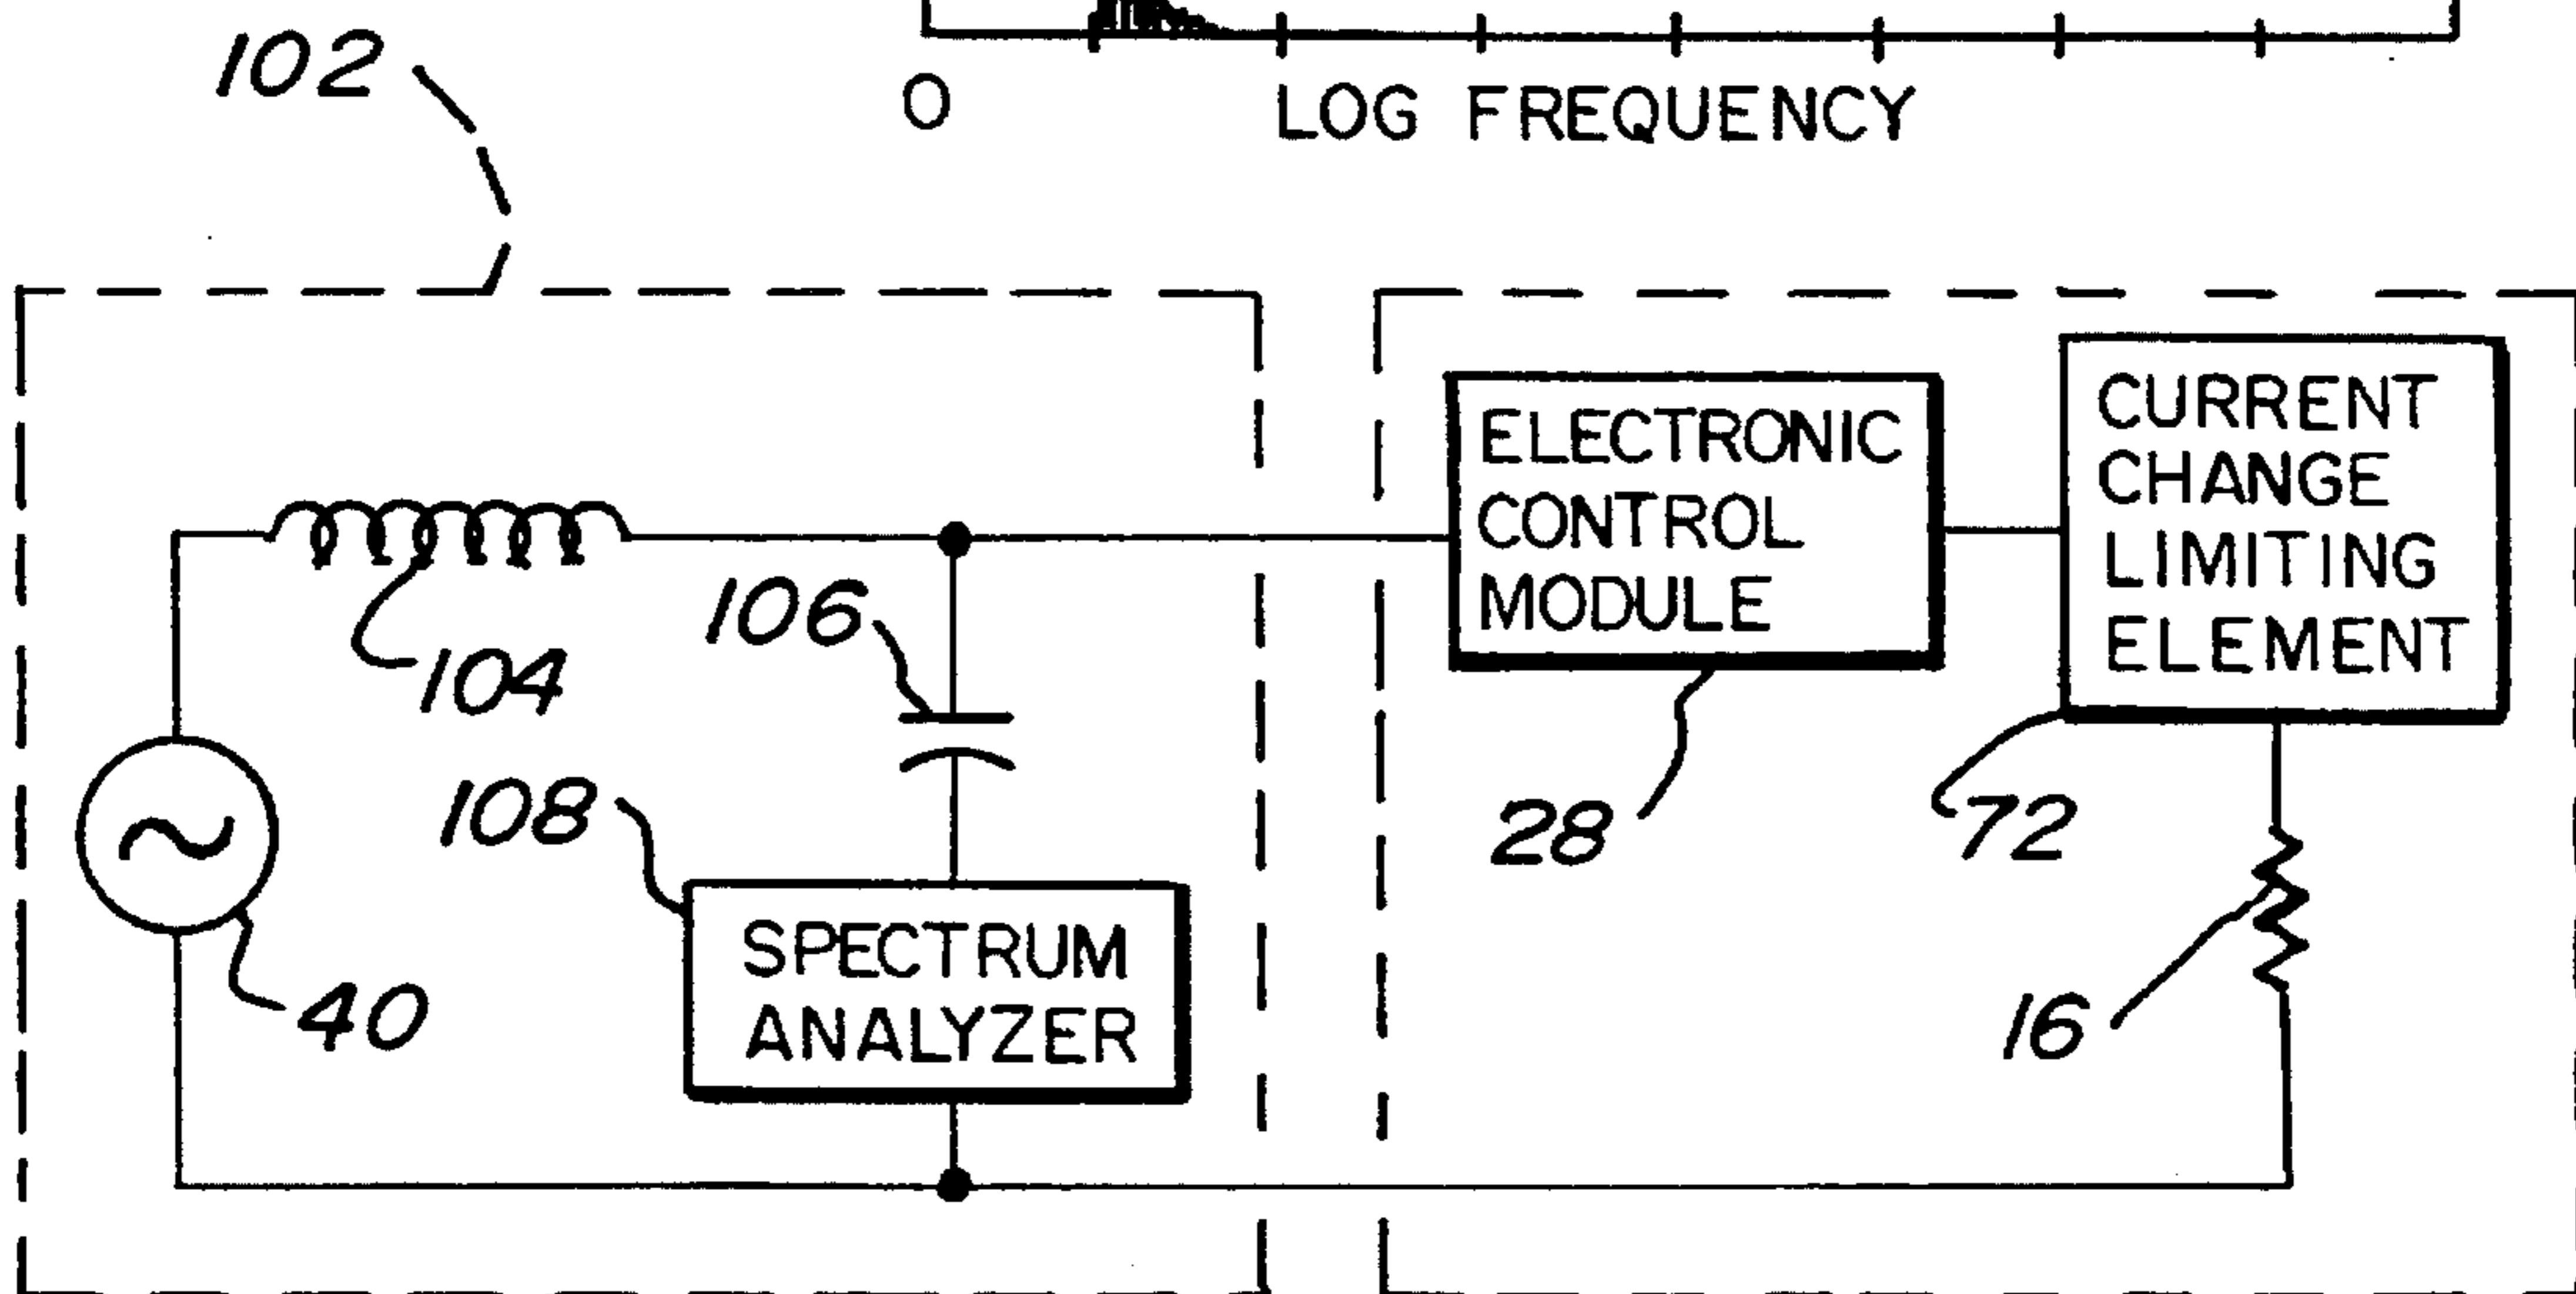 0
LOG FREQUENCY
102
104
106
108
40
SPECTRUM
ANALYZER
ELECTRONIC
CONTROL
MODULE
28
CURRENT
CHANGE
LIMITING
ELEMENT
72
16